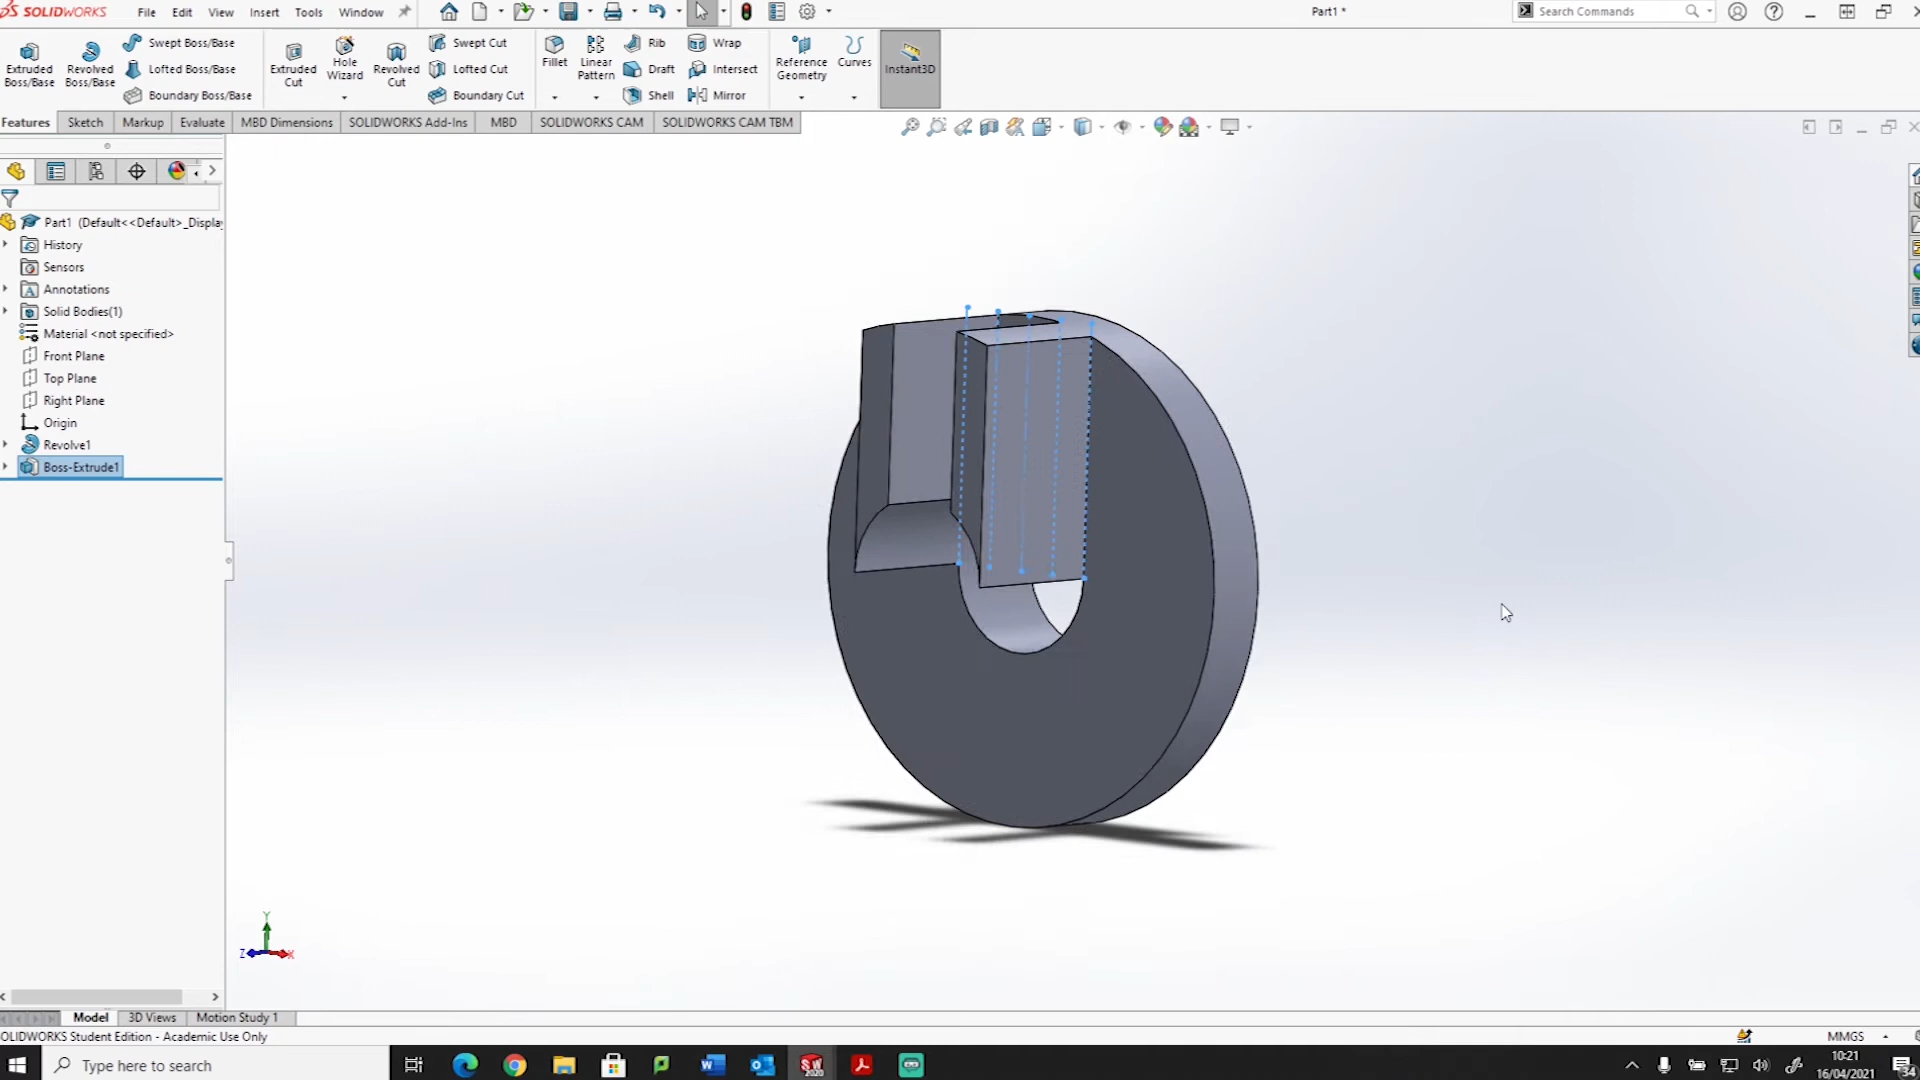 SOLIDWORKS File Edit View Insert Tools Window Part1 * Search Commands
Extruded Boss/Base
Revolved Boss/Base
Swept Boss/Base
Lofted Boss/Base
Boundary Boss/Base
Extruded Cut
Hole Wizard
Revolved Cut
Swept Cut
Lofted Cut
Boundary Cut
Fillet
Linear Pattern
Rib
Draft
Shell
Wrap
Intersect
Mirror
Reference Geometry
Curves
Instant3D
Features Sketch Markup Evaluate MBD Dimensions SOLIDWORKS Add-Ins MBD SOLIDWORKS CAM SOLIDWORKS CAM TBM
Part1 (Default<<Default>_Displa
History
Sensors
Annotations
Solid Bodies(1)
Material <not specified>
Front Plane
Top Plane
Right Plane
Origin
Revolve1
Boss-Extrude1
Y
Z X
Model 3D Views Motion Study 1
OLIDWORKS Student Edition - Academic Use Only MMGS
Type here to search
10:21
16/04/2021
34